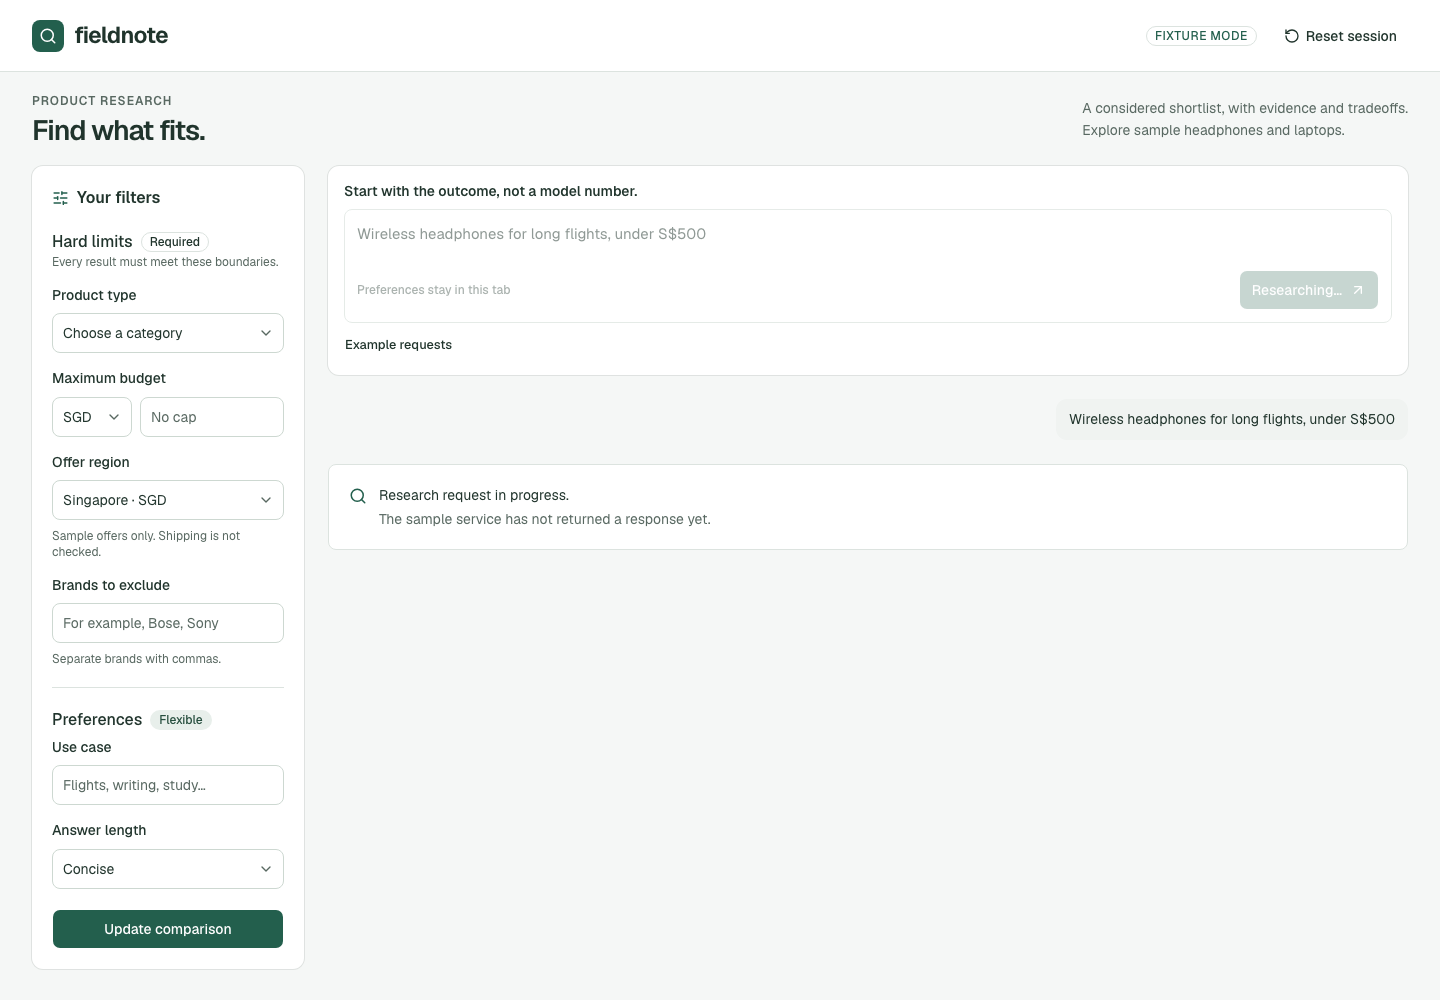 fieldnote
FIXTURE MODE
Reset session
PRODUCT RESEARCH
Find what fits.
A considered shortlist, with evidence and tradeoffs.
Explore sample headphones and laptops.
Your filters
Hard limits Required
Every result must meet these boundaries.
Product type
Choose a category
Maximum budget
SGD No cap
Offer region
Singapore · SGD
Sample offers only. Shipping is not
checked.
Brands to exclude
For example, Bose, Sony
Separate brands with commas.
Preferences Flexible
Use case
Flights, writing, study...
Answer length
Concise
Update comparison
Start with the outcome, not a model number.
Wireless headphones for long flights, under S$500
Preferences stay in this tab
Researching...
Example requests
Wireless headphones for long flights, under S$500
Research request in progress.
The sample service has not returned a response yet.